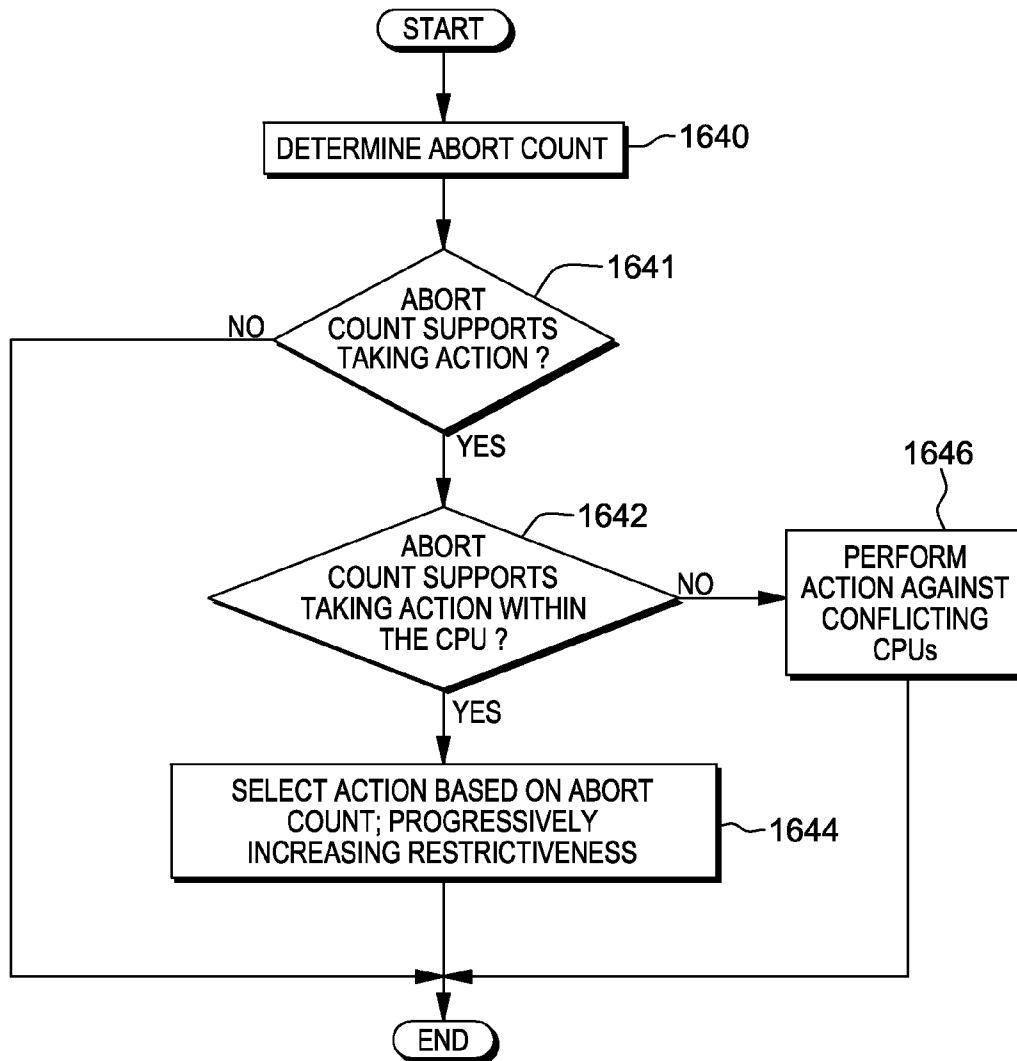 START
DETERMINE ABORT COUNT
1640
1641
ABORT
COUNT SUPPORTS
TAKING ACTION ?
NO
YES
1642
ABORT
COUNT SUPPORTS
TAKING ACTION WITHIN
THE CPU ?
NO
1646
PERFORM
ACTION AGAINST
CONFLICTING
CPUs
YES
SELECT ACTION BASED ON ABORT
COUNT; PROGRESSIVELY
INCREASING RESTRICTIVENESS
1644
END